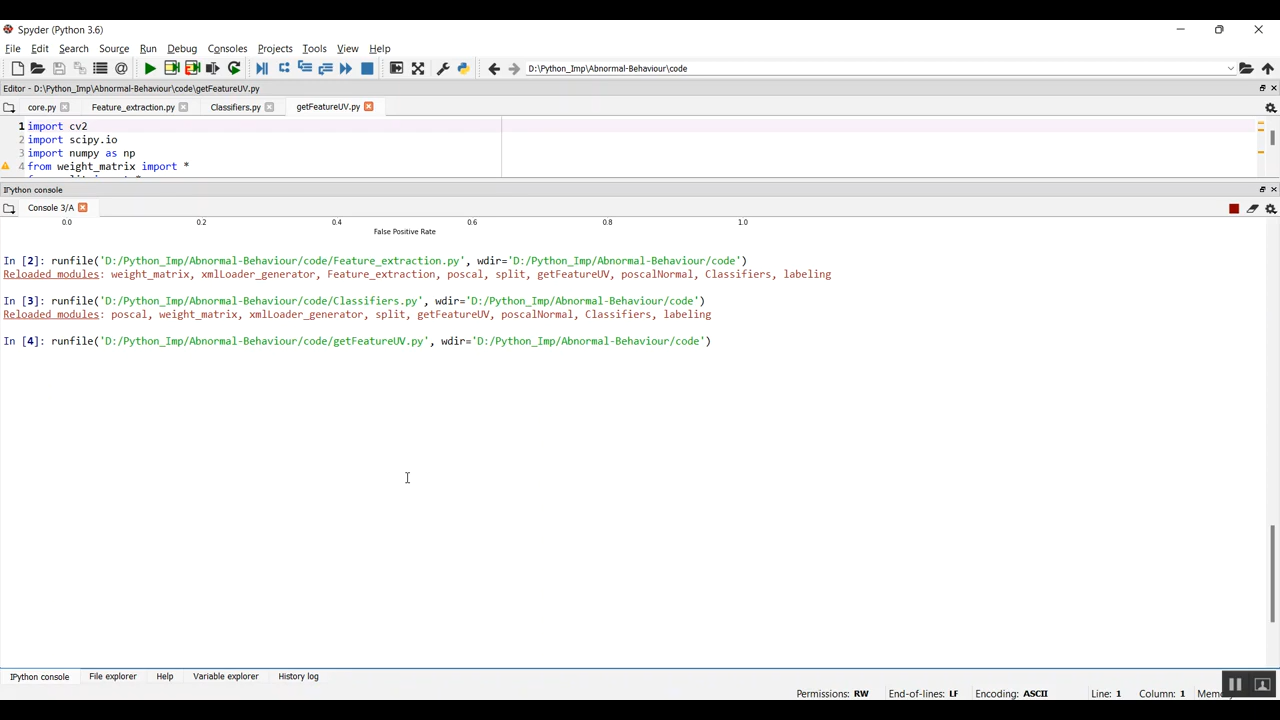 Spyder (Python 3.6)
File Edit Search Source Run Debug Consoles Projects Tools View Help
D:\Python_Imp\Abnormal-Behaviour\code
Editor - D:\Python_Imp\Abnormal-Behaviour\code\getFeatureUV.py
core.py Feature_extraction.py Classifiers.py getFeatureUV.py
1 import cv2
2 import scipy.io
3 import numpy as np
4 from weight_matrix import *
IPython console
Console 3/A
0.0 0.2 0.4 0.6 0.8 1.0
False Positive Rate
In [2]: runfile('D:/Python_Imp/Abnormal-Behaviour/code/Feature_extraction.py', wdir='D:/Python_Imp/Abnormal-Behaviour/code')
Reloaded modules: weight_matrix, xmlLoader_generator, Feature_extraction, poscal, split, getFeatureUV, poscalNormal, Classifiers, labeling
In [3]: runfile('D:/Python_Imp/Abnormal-Behaviour/code/Classifiers.py', wdir='D:/Python_Imp/Abnormal-Behaviour/code')
Reloaded modules: poscal, weight_matrix, xmlLoader_generator, split, getFeatureUV, poscalNormal, Classifiers, labeling
In [4]: runfile('D:/Python_Imp/Abnormal-Behaviour/code/getFeatureUV.py', wdir='D:/Python_Imp/Abnormal-Behaviour/code')
IPython console File explorer Help Variable explorer History log
Permissions: RW End-of-lines: LF Encoding: ASCII Line: 1 Column: 1